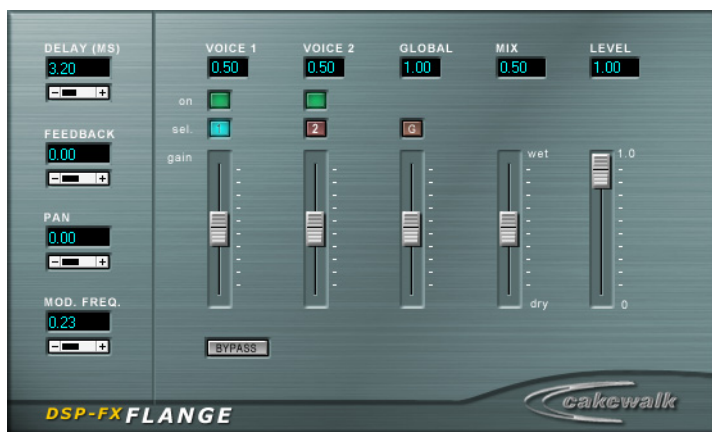 DELAY (MS)
3.20
FEEDBACK
0.00
PAN
0.00
MOD. FREQ.
0.23
VOICE 1 VOICE 2 GLOBAL MIX LEVEL
0.50 0.50 1.00 0.50 1.00
on
sel. 1 2 G
gain wet 1.0
dry 0
BYPASS
DSP-FX FLANGE
cakewalk